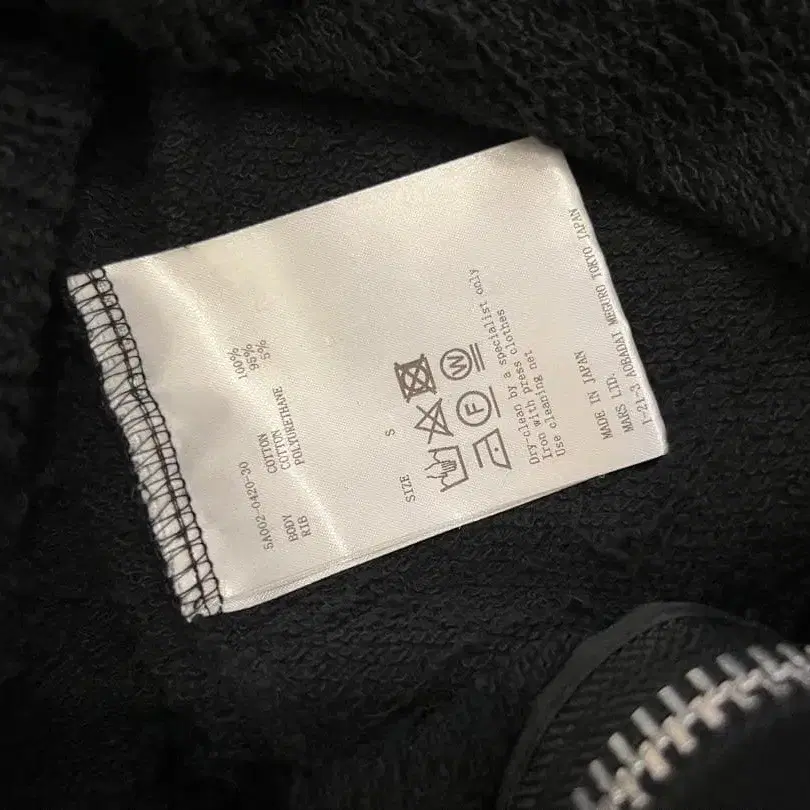 5A002-0420-30
BODY COTTON 100%
RIB COTTON 95%
POLYURETHANE 5%
SIZE S
F W
Dry-clean by a specialist only
Iron with press clothes
Use cleaning net
MADE IN JAPAN
MARS LTD.
1-21-3 AOBADAI MEGURO TOKYO JAPAN